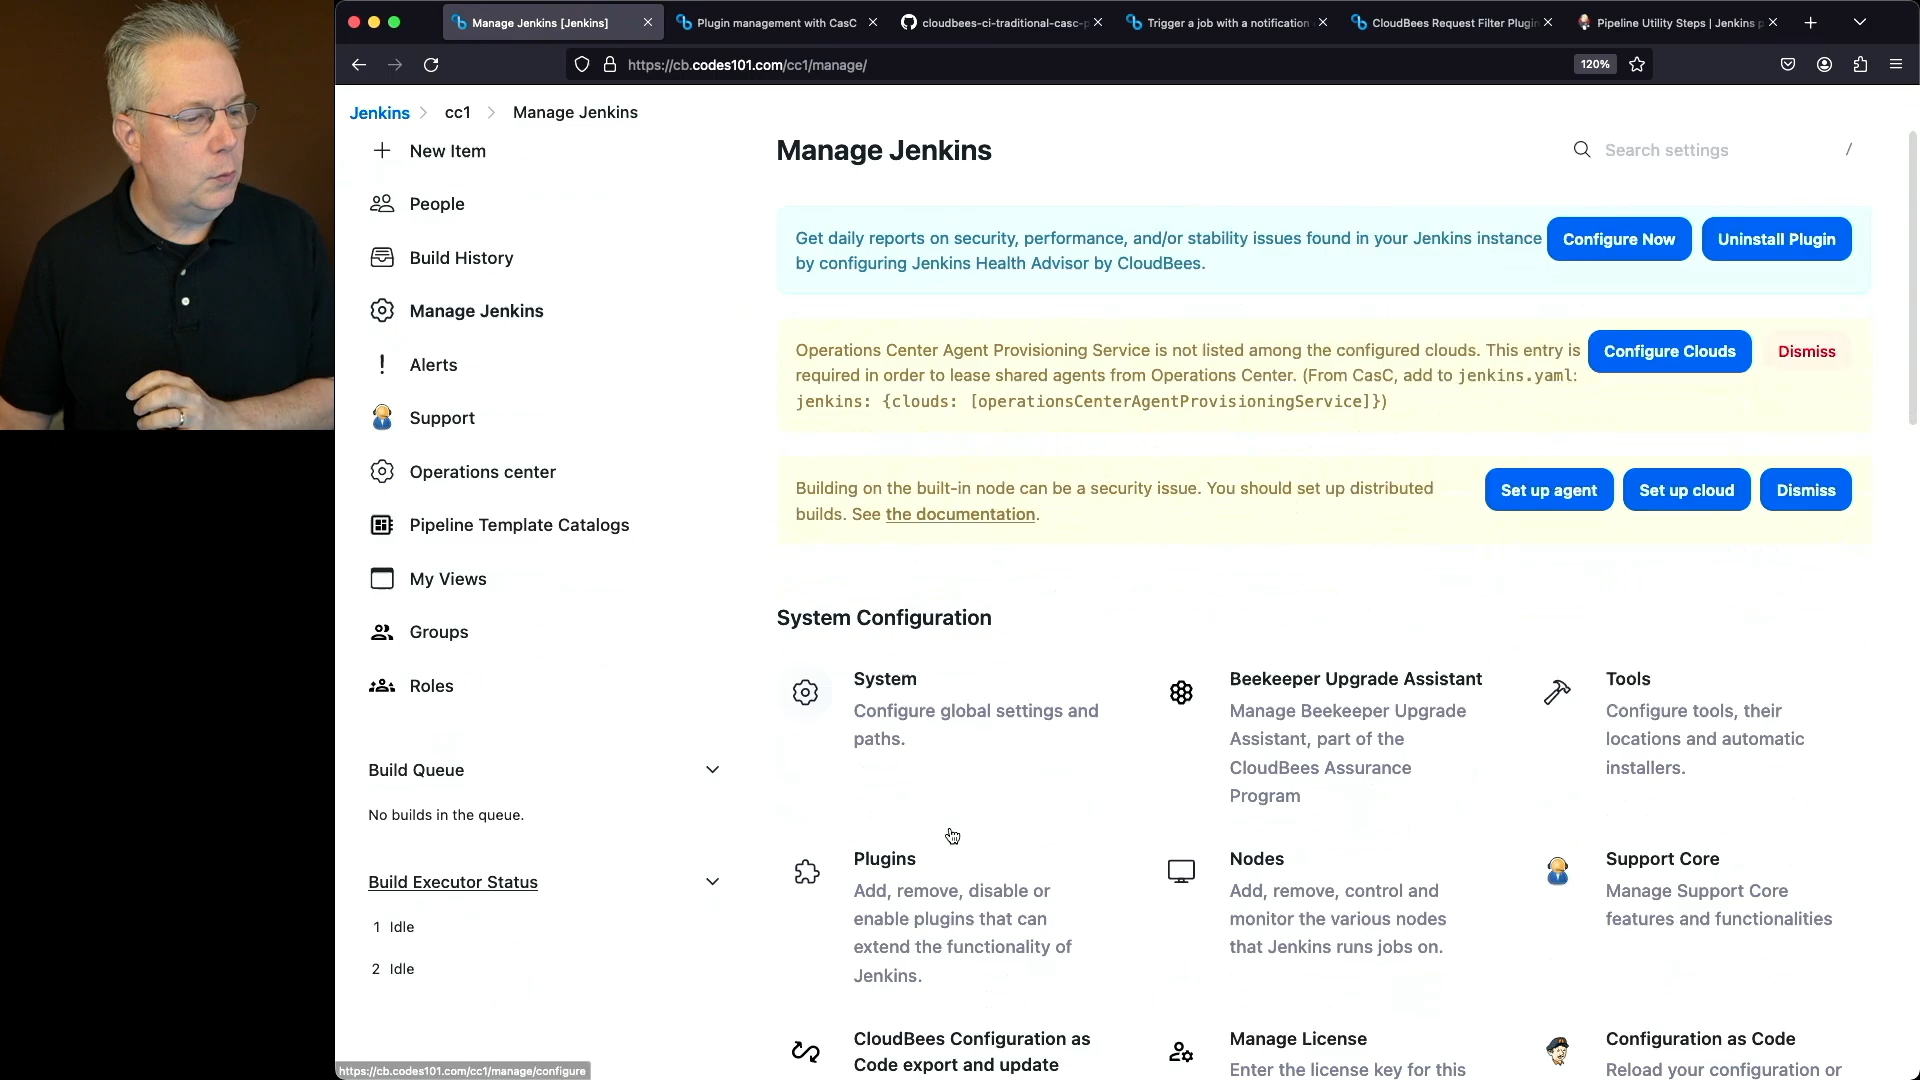 Manage Jenkins [Jenkins]
Plugin management with CasC
cloudbees-ci-traditional-casc-p
Trigger a job with a notification
CloudBees Request Filter Plugin
Pipeline Utility Steps | Jenkins p
https://cb.codes101.com/cc1/manage/
120%
Jenkins
cc1
Manage Jenkins
New Item
People
Build History
Manage Jenkins
Alerts
Support
Operations center
Pipeline Template Catalogs
My Views
Groups
Roles
Build Queue
No builds in the queue.
Build Executor Status
1 Idle
2 Idle
Manage Jenkins
Search settings
/
Get daily reports on security, performance, and/or stability issues found in your Jenkins instance
by configuring Jenkins Health Advisor by CloudBees.
Configure Now
Uninstall Plugin
Operations Center Agent Provisioning Service is not listed among the configured clouds. This entry is
required in order to lease shared agents from Operations Center. (From CasC, add to jenkins.yaml:
jenkins: {clouds: [operationsCenterAgentProvisioningService]})
Configure Clouds
Dismiss
Building on the built-in node can be a security issue. You should set up distributed
builds. See the documentation.
Set up agent
Set up cloud
Dismiss
System Configuration
System
Configure global settings and
paths.
Beekeeper Upgrade Assistant
Manage Beekeeper Upgrade
Assistant, part of the
CloudBees Assurance
Program
Tools
Configure tools, their
locations and automatic
installers.
Plugins
Add, remove, disable or
enable plugins that can
extend the functionality of
Jenkins.
Nodes
Add, remove, control and
monitor the various nodes
that Jenkins runs jobs on.
Support Core
Manage Support Core
features and functionalities
CloudBees Configuration as
Code export and update
Manage License
Enter the license key for this
Configuration as Code
Reload your configuration or
https://cb.codes101.com/cc1/manage/configure